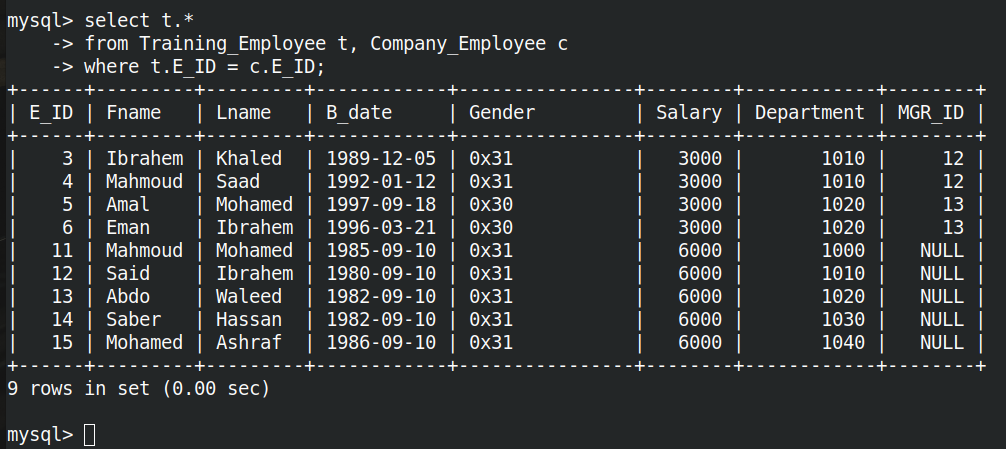 mysql> select t.*
    -> from Training_Employee t, Company_Employee c
    -> where t.E_ID = c.E_ID;
+------+---------+---------+------------+----------------+--------+------------+--------+
| E_ID | Fname   | Lname   | B_date     | Gender         | Salary | Department | MGR_ID |
+------+---------+---------+------------+----------------+--------+------------+--------+
|    3 | Ibrahem | Khaled  | 1989-12-05 | 0x31           |   3000 |       1010 |     12 |
|    4 | Mahmoud | Saad    | 1992-01-12 | 0x31           |   3000 |       1010 |     12 |
|    5 | Amal    | Mohamed | 1997-09-18 | 0x30           |   3000 |       1020 |     13 |
|    6 | Eman    | Ibrahem | 1996-03-21 | 0x30           |   3000 |       1020 |     13 |
|   11 | Mahmoud | Mohamed | 1985-09-10 | 0x31           |   6000 |       1000 |   NULL |
|   12 | Said    | Ibrahem | 1980-09-10 | 0x31           |   6000 |       1010 |   NULL |
|   13 | Abdo    | Waleed  | 1982-09-10 | 0x31           |   6000 |       1020 |   NULL |
|   14 | Saber   | Hassan  | 1982-09-10 | 0x31           |   6000 |       1030 |   NULL |
|   15 | Mohamed | Ashraf  | 1986-09-10 | 0x31           |   6000 |       1040 |   NULL |
+------+---------+---------+------------+----------------+--------+------------+--------+
9 rows in set (0.00 sec)

mysql>